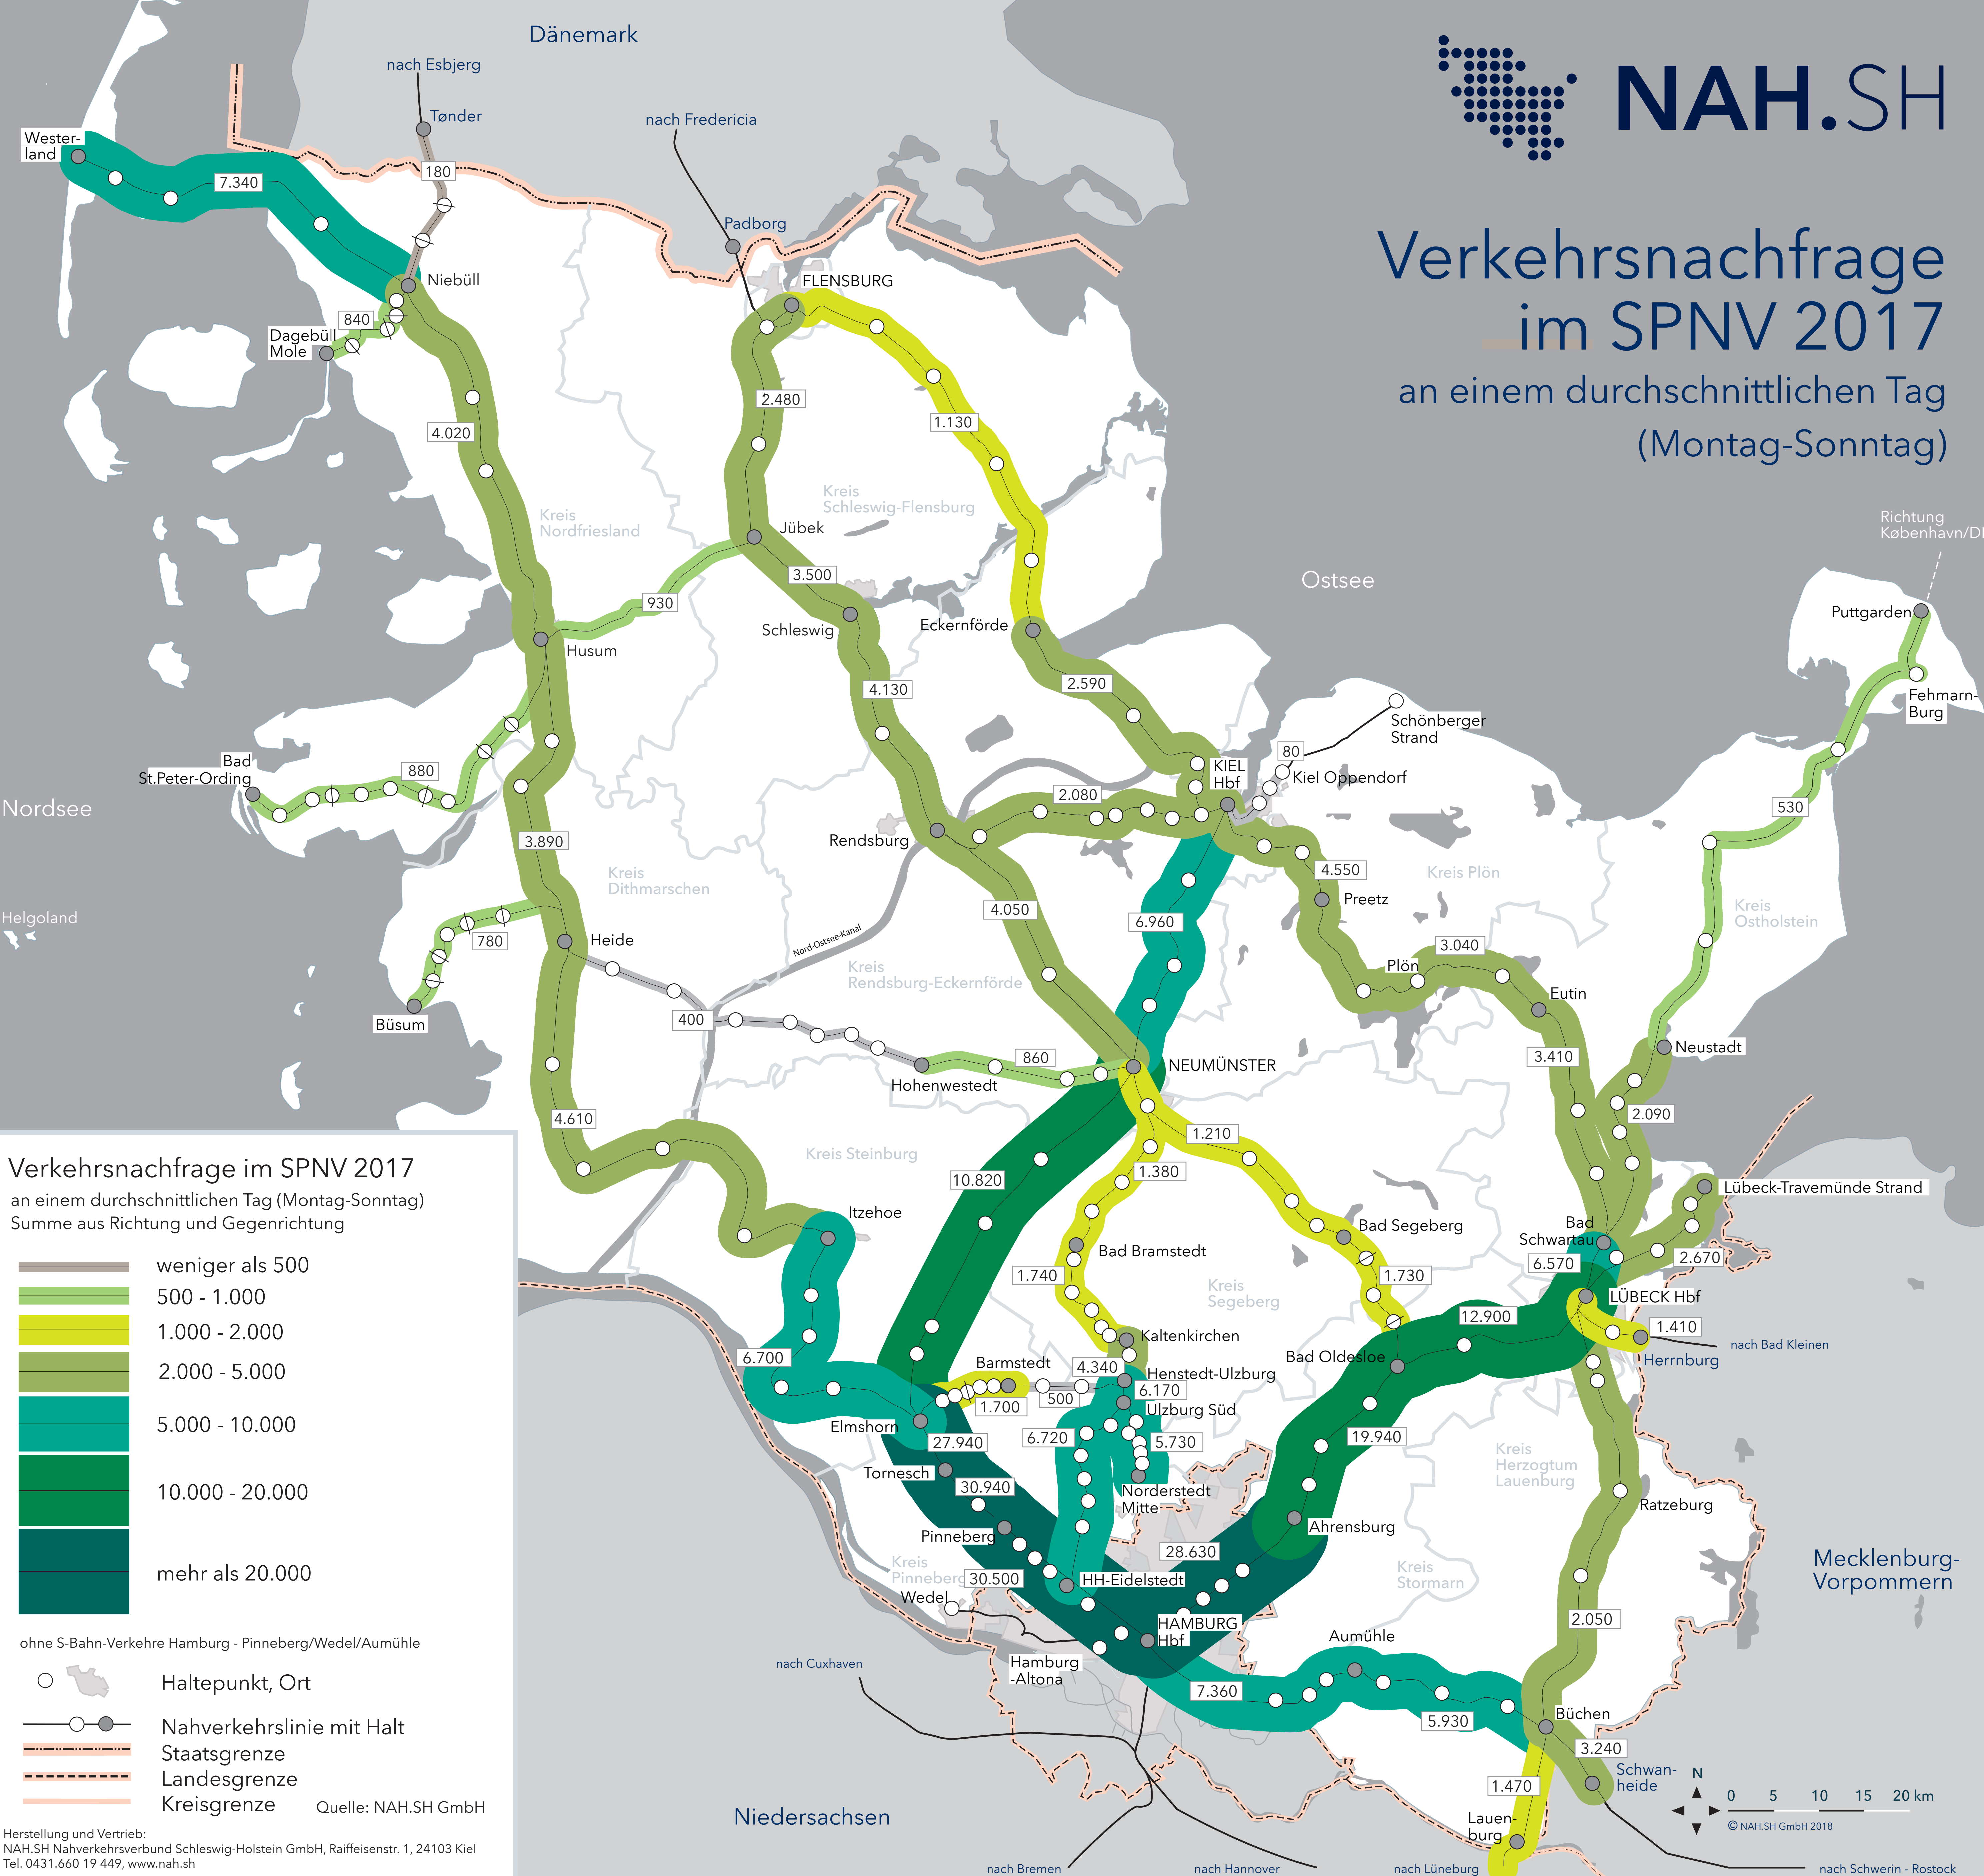 Dänemark
NAH.SH
Verkehrsnachfrage
im SPNV 2017
an einem durchschnittlichen Tag
(Montag-Sonntag)
nach Esbjerg
Tønder
nach Fredericia
Padborg
Wester-
land
7.340
180
Niebüll
840
Dagebüll
Mole
FLENSBURG
2.480
1.130
4.020
Kreis
Nordfriesland
Kreis
Schleswig-Flensburg
Jübek
3.500
930
Husum
Schleswig
Eckernförde
Ostsee
Richtung
København/D
Puttgarden
Fehmarn-
Burg
4.130
2.590
Schönberger
Strand
80
KIEL
Hbf
Kiel Oppendorf
Bad
St.Peter-Ording
880
Nordsee
2.080
530
3.890
Rendsburg
Kreis
Dithmarschen
4.550
Kreis Plön
Preetz
Kreis
Ostholstein
Helgoland
780
Heide
4.050
6.960
Nord-Ostsee-Kanal
3.040
Plön
Kreis
Rendsburg-Eckernförde
Eutin
Büsum
400
860
Hohenwestedt
NEUMÜNSTER
3.410
Neustadt
2.090
4.610
1.210
Kreis Steinburg
10.820
1.380
Lübeck-Travemünde Strand
Itzehoe
Bad Segeberg
Bad
Schwartau
6.570
2.670
Bad Bramstedt
1.740
1.730
Kreis
Segeberg
LÜBECK Hbf
12.900
1.410
nach Bad Kleinen
Herrnburg
Kaltenkirchen
6.700
Barmstedt
4.340
Henstedt-Ulzburg
Bad Oldesloe
1.700
500
6.170
Ulzburg Süd
Elmshorn
27.940
6.720
5.730
19.940
Kreis
Herzogtum
Lauenburg
Tornesch
30.940
Norderstedt
Mitte
Ratzeburg
Pinneberg
Ahrensburg
28.630
Kreis
Pinneberg
30.500
HH-Eidelstedt
Kreis
Stormarn
Mecklenburg-
Vorpommern
Wedel
HAMBURG
Hbf
2.050
Aumühle
Hamburg
-Altona
nach Cuxhaven
7.360
5.930
Büchen
3.240
Schwan-
heide
1.470
Lauen-
burg
Niedersachsen
nach Bremen
nach Hannover
nach Lüneburg
nach Schwerin - Rostock
N
0 5 10 15 20 km
© NAH.SH GmbH 2018
Verkehrsnachfrage im SPNV 2017
an einem durchschnittlichen Tag (Montag-Sonntag)
Summe aus Richtung und Gegenrichtung
weniger als 500
500 - 1.000
1.000 - 2.000
2.000 - 5.000
5.000 - 10.000
10.000 - 20.000
mehr als 20.000
ohne S-Bahn-Verkehre Hamburg - Pinneberg/Wedel/Aumühle
Haltepunkt, Ort
Nahverkehrslinie mit Halt
Staatsgrenze
Landesgrenze
Kreisgrenze
Quelle: NAH.SH GmbH
Herstellung und Vertrieb:
NAH.SH Nahverkehrsverbund Schleswig-Holstein GmbH, Raiffeisenstr. 1, 24103 Kiel
Tel. 0431.660 19 449, www.nah.sh